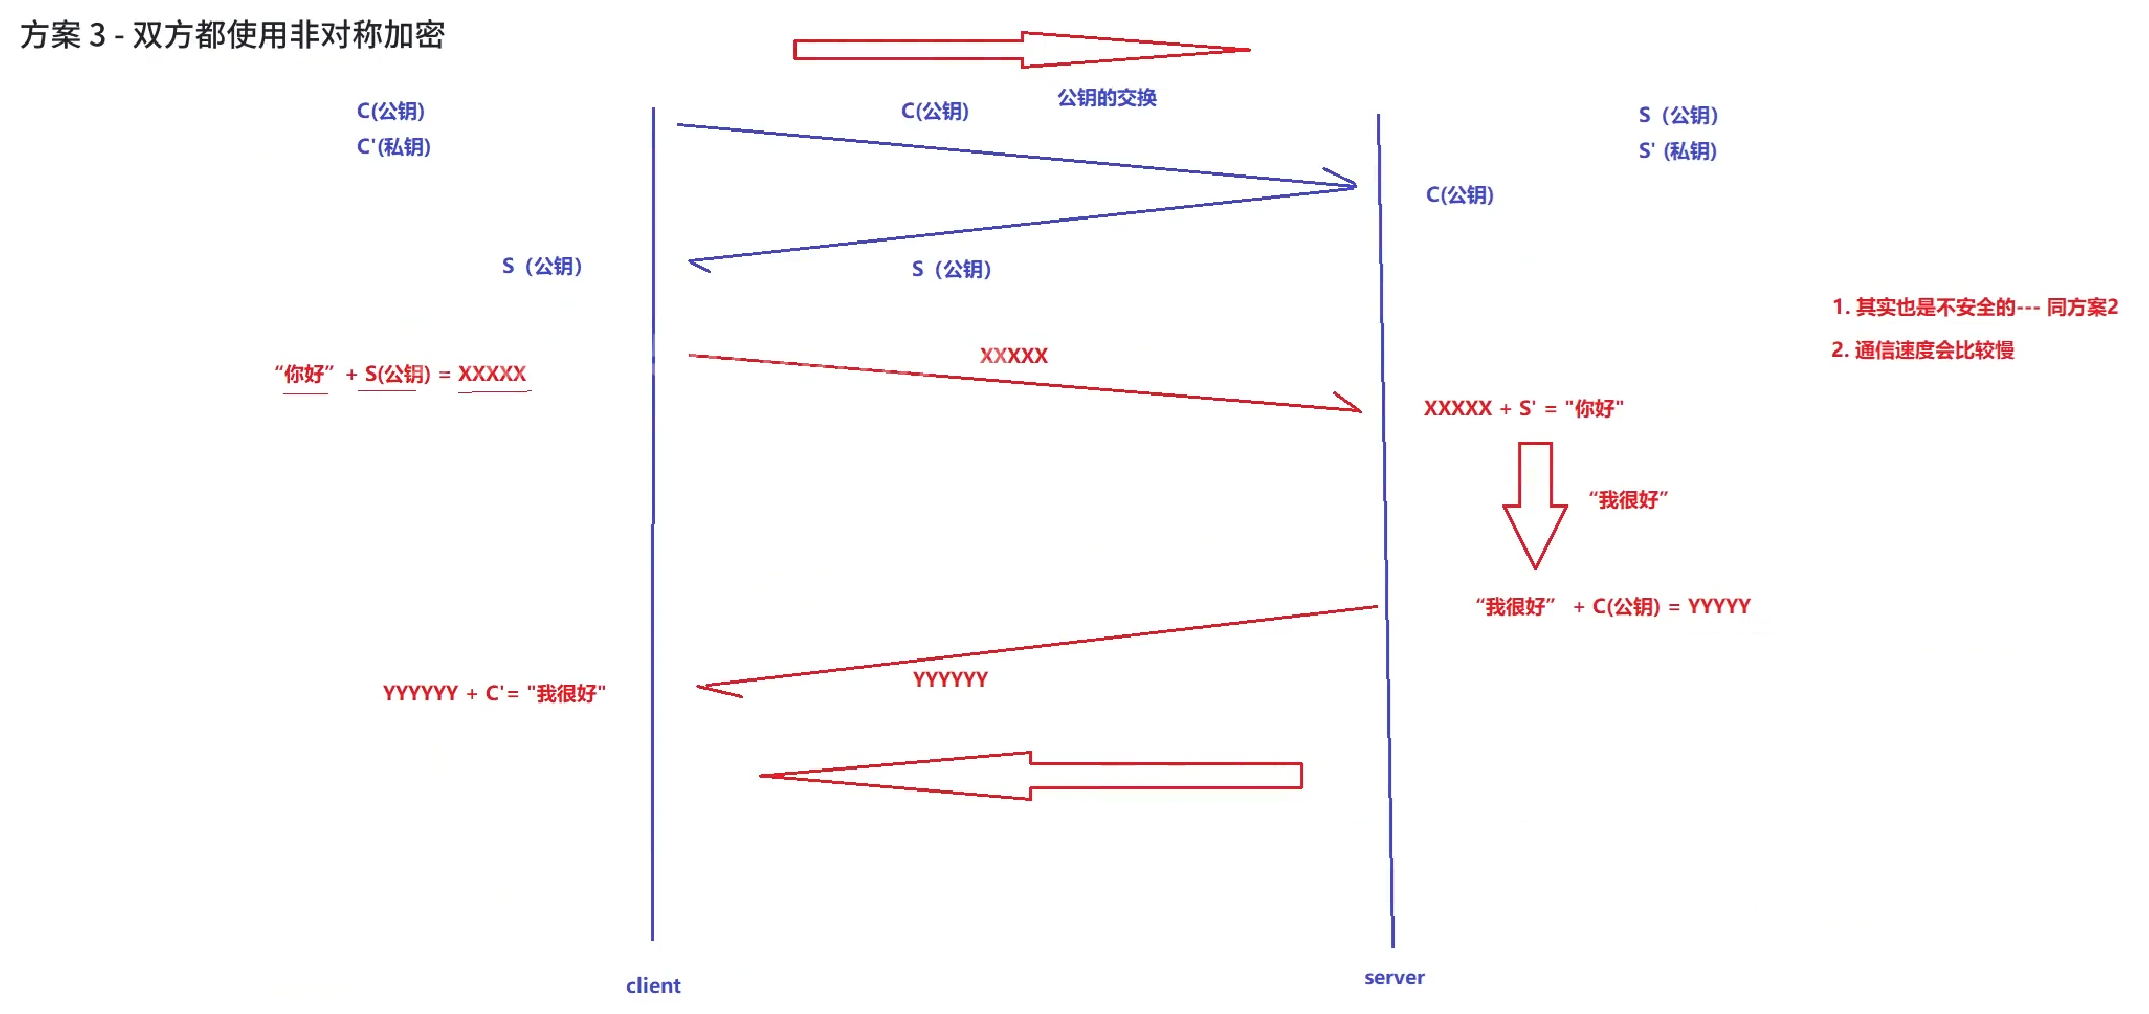 方案 3 - 双方都使用非对称加密
公钥的交换
C(公钥)
C'(私钥)
C(公钥)
S（公钥）
S' (私钥)
C(公钥)
S（公钥）
S（公钥）
1. 其实也是不安全的--- 同方案2
2. 通信速度会比较慢
XXXXX
“你好” + S(公钥) = XXXXX
XXXXX + S' = "你好"
“我很好”
“我很好” + C(公钥) = YYYYY
YYYYYY
YYYYYY + C'= "我很好"
client
server